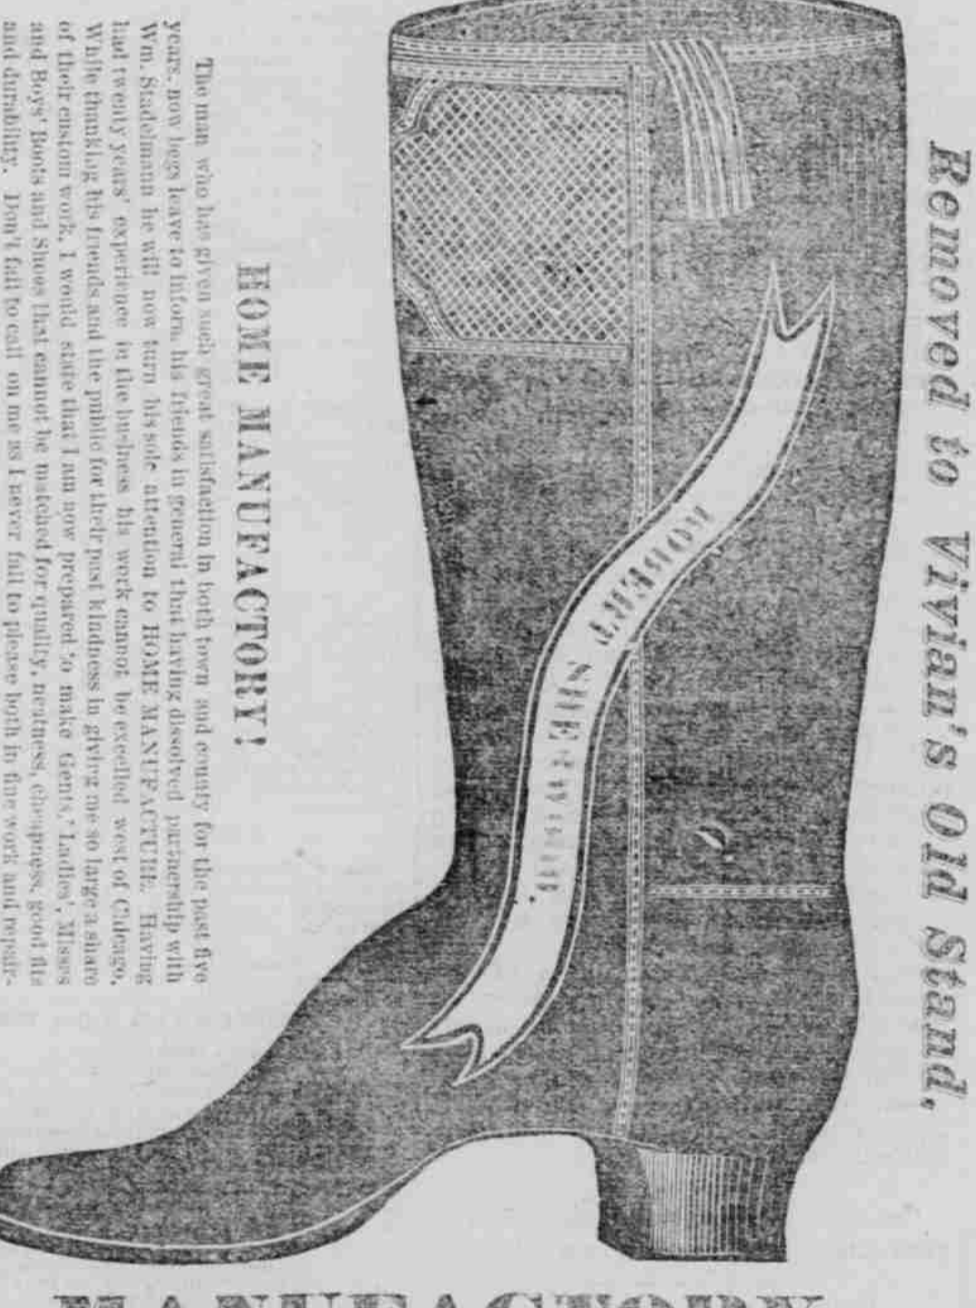 Removed to Vivian's Old Stand,
ROBERT
HOME MANUFACTORY!
The man who has given such great satisfaction in both town and county for the past five
years, now begs leave to inform his friends in general that having dissolved partnership with
Wm. Stadelmann he will now turn his sole attention to HOME MANUFACTURE. Having
had twenty years' experience in the business his work cannot be excelled west of Chicago.
While thanking his friends and the public for their past kindness in giving me so large a share
of their custom work, I would state that I am now prepared to make Gents,' Ladies', Misses
and Boys' Boots and Shoes that cannot be matched for quality, neatness, cheapness, good fits
and durability. Don't fail to call on me as I never fail to please both in fine work and repair-
MANUFACTORY